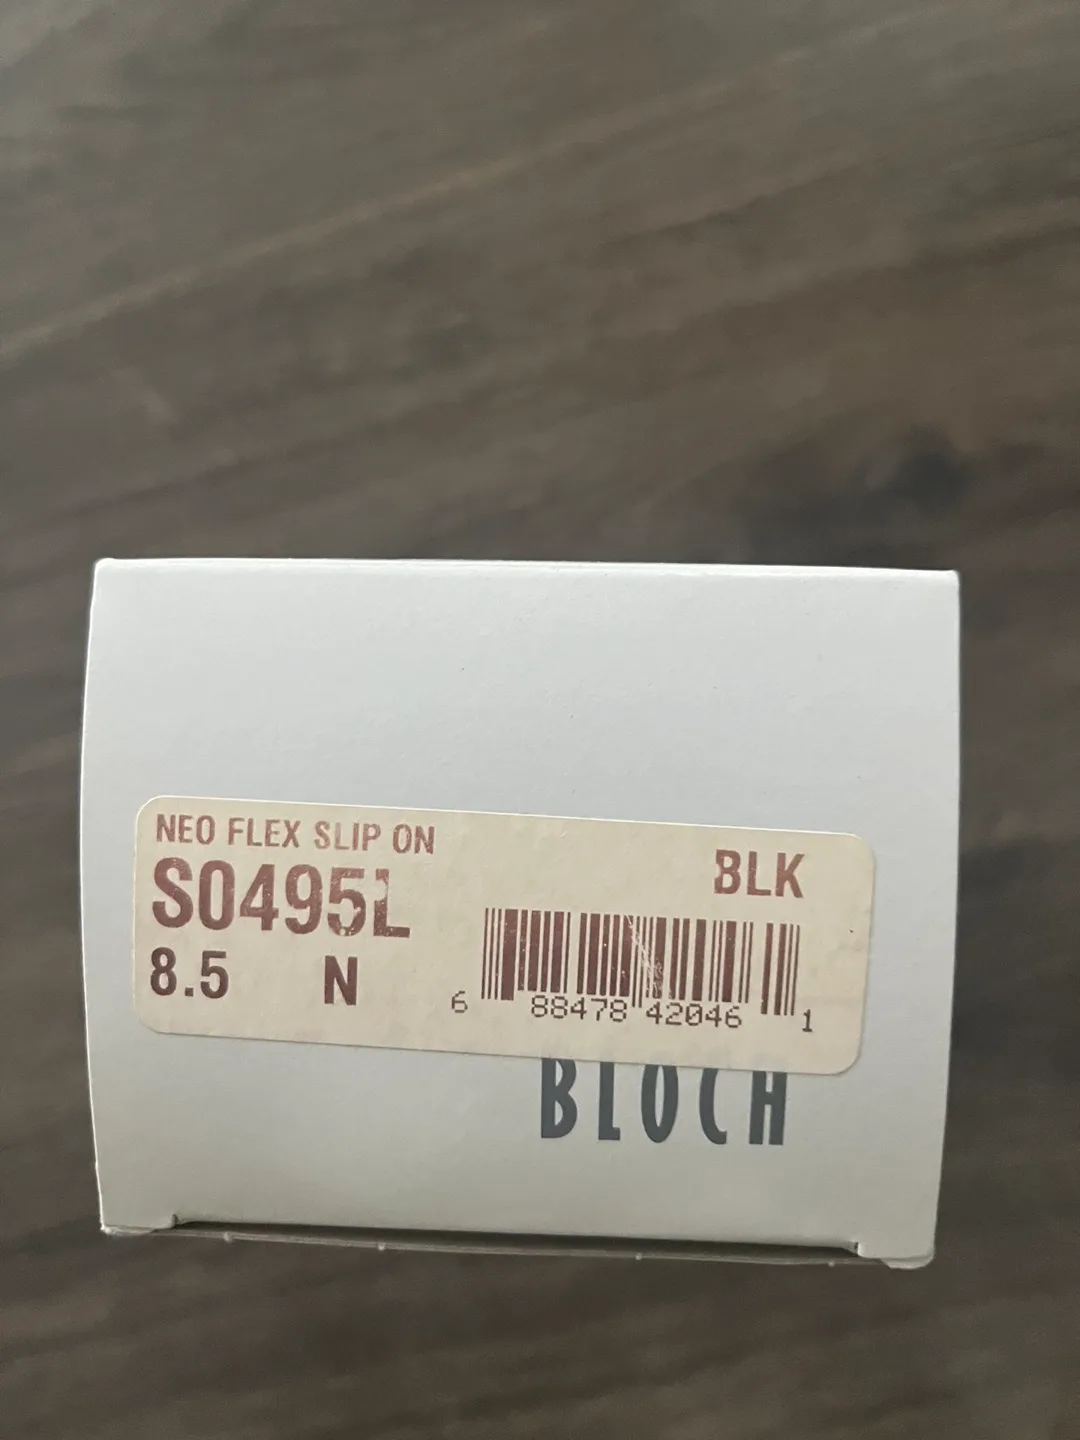 NEO FLEX SLIP ON
S0495L BLK
8.5 N
6 88478 42046 1
BLOCH